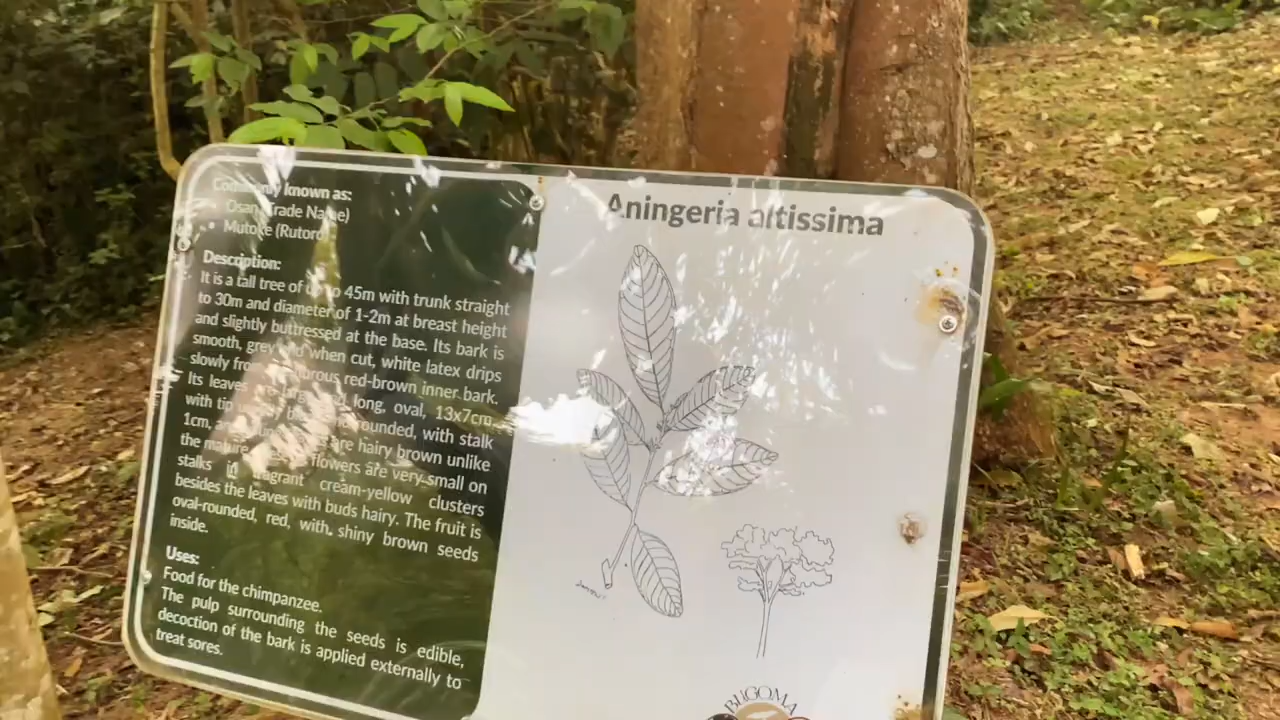 Commonly known as:
Osan (Trade Name)
• Mutoke (Rutoro)
Description:
It is a tall tree of up to 45m with trunk straight
to 30m and diameter of 1-2m at breast height
and slightly buttressed at the base. Its bark is
smooth, grey and when cut, white latex drips
slowly from red-brown inner bark.
Its leaves are large and long, oval, 13x7cm,
with tip rounded, with stalk
1cm, are hairy brown unlike
the mature flowers are very small on
stalks in fragrant cream-yellow clusters
besides the leaves with buds hairy. The fruit is
oval-rounded, red, with shiny brown seeds
inside.
Uses:
Food for the chimpanzee.
The pulp surrounding the seeds is edible,
decoction of the bark is applied externally to
treat sores.
Aningeria altissima
BUGOMA